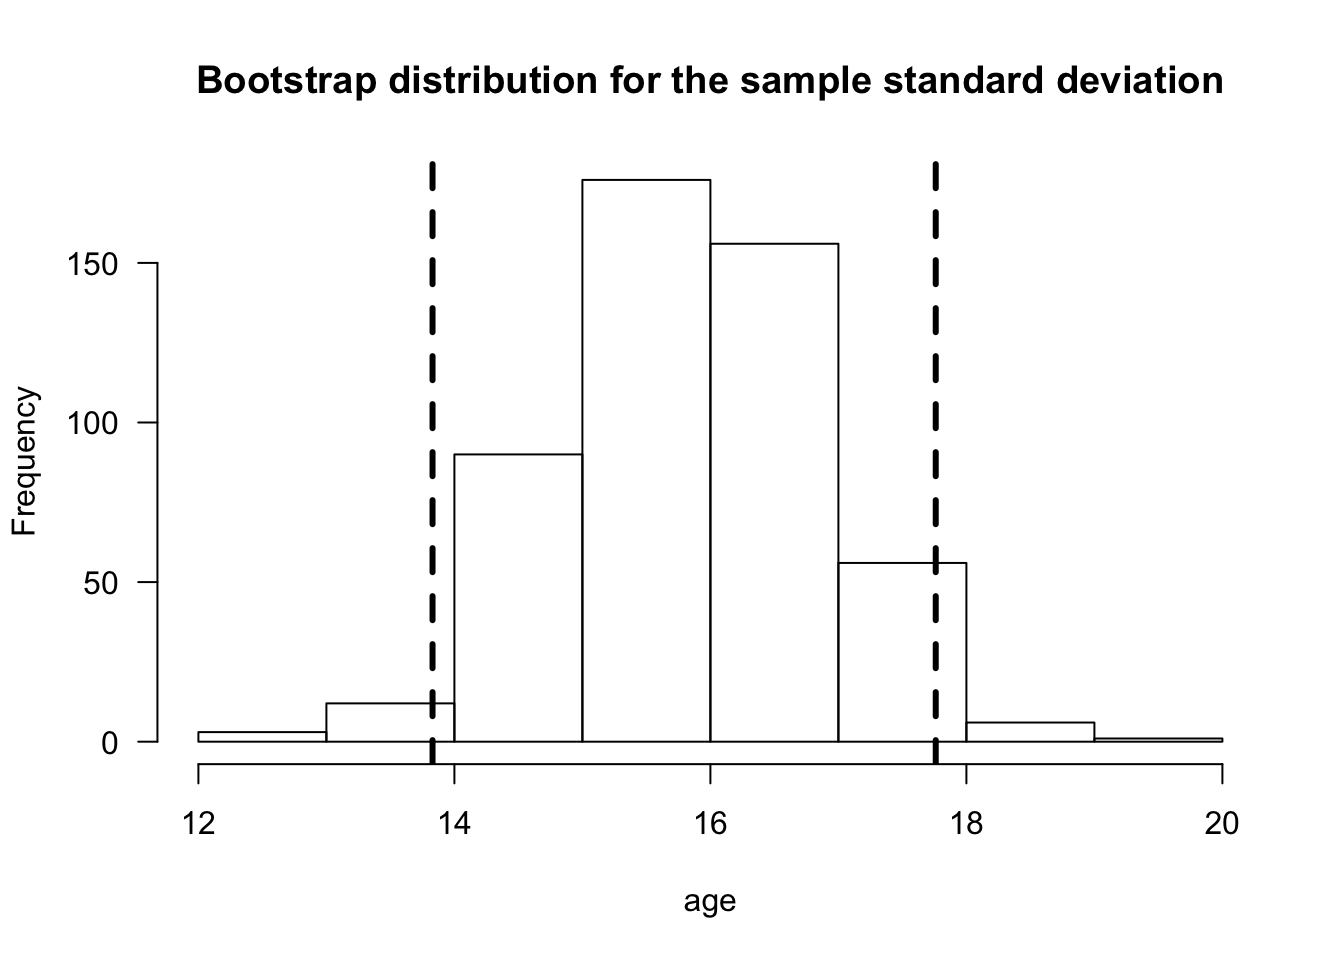 Bootstrap distribution for the sample standard deviation
Frequency
150
100
50
0
12 14 16 18 20
age